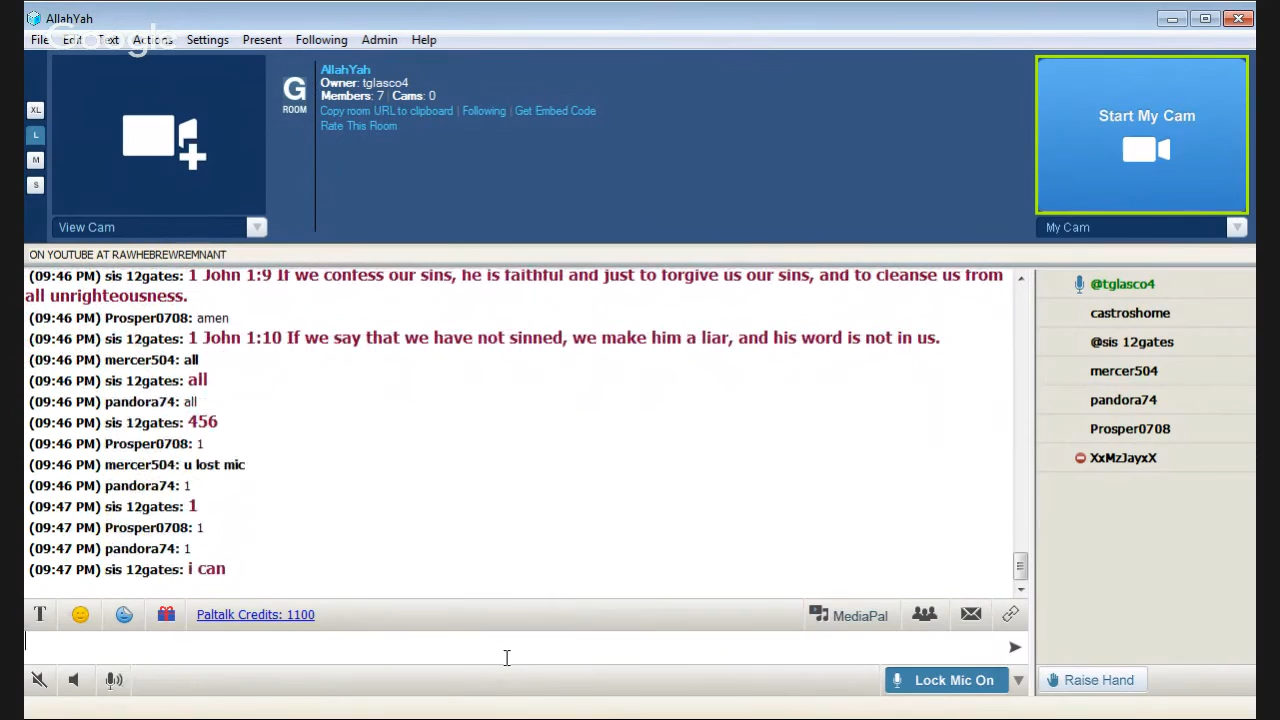 AllahYah
File Edit Text Actions Settings Present Following Admin Help
Google
XL
L
M
S
G
ROOM
AllahYah
Owner: tglasco4
Members: 7 | Cams: 0
Copy room URL to clipboard | Following | Get Embed Code
Rate This Room
Start My Cam
View Cam
My Cam
ON YOUTUBE AT RAWHEBREWREMNANT
(09:46 PM) sis 12gates: 1 John 1:9 If we confess our sins, he is faithful and just to forgive us our sins, and to cleanse us from
all unrighteousness.
(09:46 PM) Prosper0708: amen
(09:46 PM) sis 12gates: 1 John 1:10 If we say that we have not sinned, we make him a liar, and his word is not in us.
(09:46 PM) mercer504: all
(09:46 PM) sis 12gates: all
(09:46 PM) pandora74: all
(09:46 PM) sis 12gates: 456
(09:46 PM) Prosper0708: 1
(09:46 PM) mercer504: u lost mic
(09:46 PM) pandora74: 1
(09:47 PM) sis 12gates: 1
(09:47 PM) Prosper0708: 1
(09:47 PM) pandora74: 1
(09:47 PM) sis 12gates: i can
@tglasco4
castroshome
@sis 12gates
mercer504
pandora74
Prosper0708
XxMzJayxX
T
Paltalk Credits: 1100
MediaPal
Lock Mic On
Raise Hand